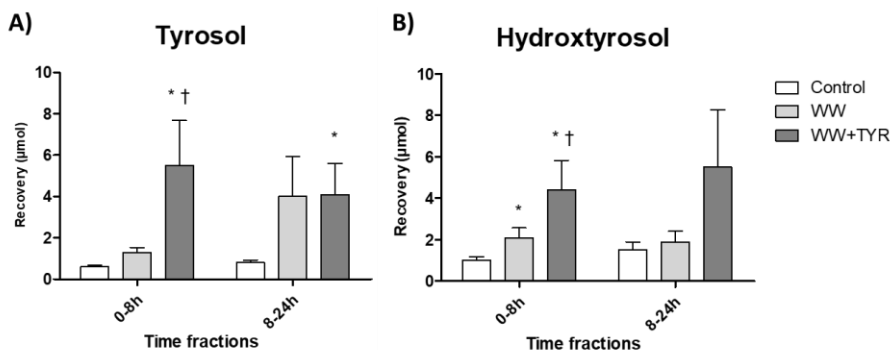 A)
Tyrosol
Recovery (µmol)
10
8
6
4
2
0
* †
*
0-8h
8-24h
Time fractions
B)
Hydroxtyrosol
Recovery (µmol)
10
8
6
4
2
0
*
* †
0-8h
8-24h
Time fractions
Control
WW
WW+TYR